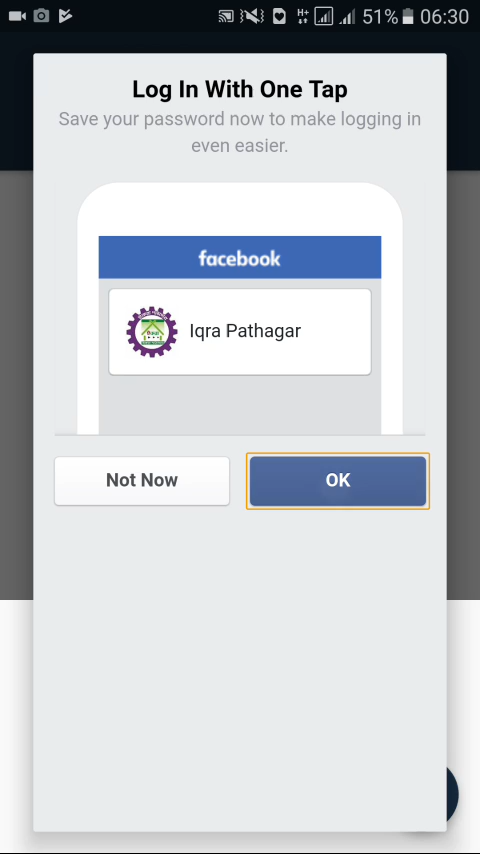 H+ 51% 06:30
Log In With One Tap
Save your password now to make logging in
even easier.
facebook
Iqra Pathagar
Not Now
OK